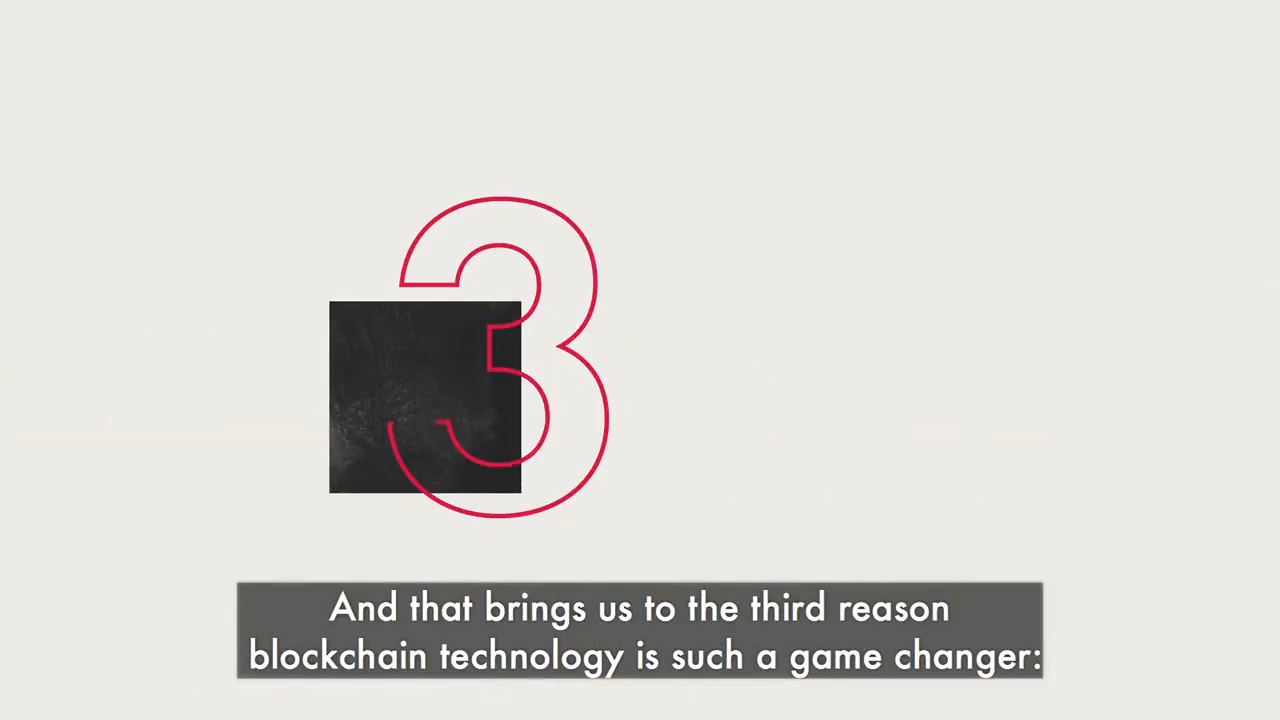 3
And that brings us to the third reason
blockchain technology is such a game changer: